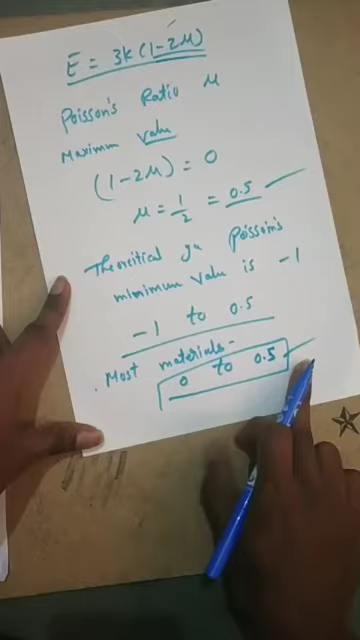 E = 3K (1-2μ)
Poisson's Ratio μ
Maximum value
(1-2μ) = 0
μ = 1/2 = 0.5
Theoritical Poisson's
minimum value is -1
-1 to 0.5
Most materials-
0 to 0.5